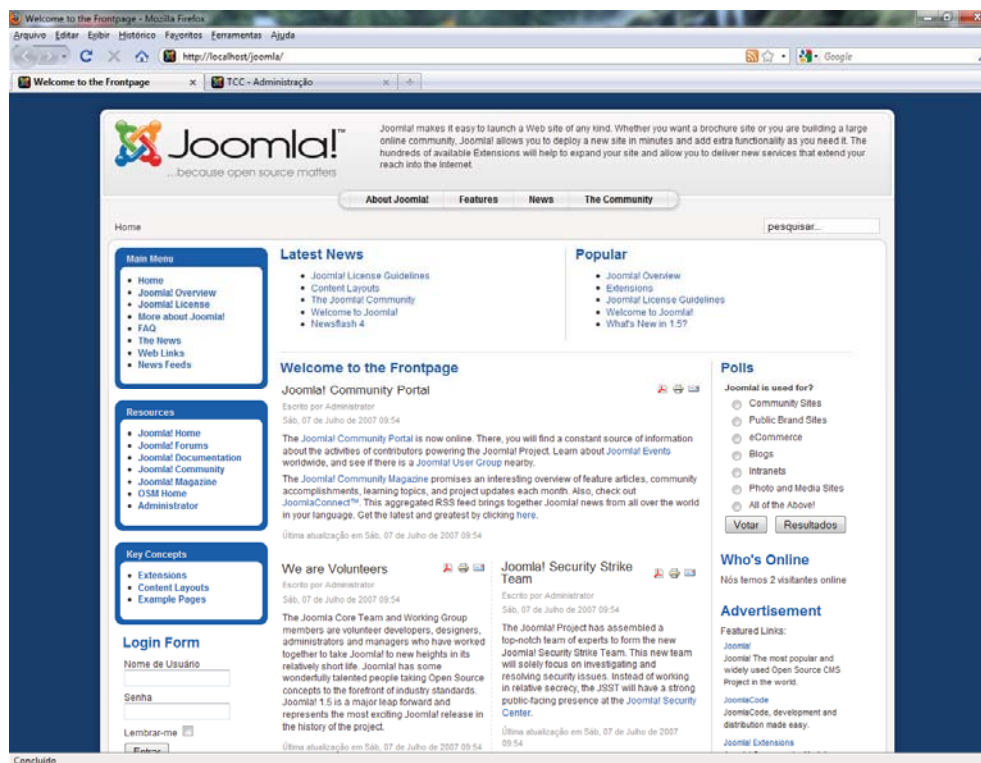 Welcome to the Frontpage - Mozilla Firefox
Arquivo Editar Exibir Histórico Favoritos Ferramentas Ajuda
http://localhost/joomla/
Google
Welcome to the Frontpage
TCC - Administração
Joomla!™
...because open source matters
Joomla! makes it easy to launch a Web site of any kind. Whether you want a brochure site or you are building a large
online community, Joomla! allows you to deploy a new site in minutes and add extra functionality as you need it. The
hundreds of available Extensions will help to expand your site and allow you to deliver new services that extend your
reach into the Internet.
About Joomla! Features News The Community
Home
pesquisar...
Main Menu
Home
Joomla! Overview
Joomla! License
More about Joomla!
FAQ
The News
Web Links
News Feeds
Resources
Joomla! Home
Joomla! Forums
Joomla! Documentation
Joomla! Community
Joomla! Magazine
OSM Home
Administrator
Key Concepts
Extensions
Content Layouts
Example Pages
Login Form
Nome de Usuário
Senha
Lembrar-me
Entrar
Latest News
Joomla! License Guidelines
Content Layouts
The Joomla! Community
Welcome to Joomla!
Newsflash 4
Popular
Joomla! Overview
Extensions
Joomla! License Guidelines
Welcome to Joomla!
What's New in 1.5?
Welcome to the Frontpage
Joomla! Community Portal
Escrito por Administrator
Sáb, 07 de Julho de 2007 09:54
The Joomla! Community Portal is now online. There, you will find a constant source of information
about the activities of contributors powering the Joomla! Project. Learn about Joomla! Events
worldwide, and see if there is a Joomla! User Group nearby.
The Joomla! Community Magazine promises an interesting overview of feature articles, community
accomplishments, learning topics, and project updates each month. Also, check out
JoomlaConnect™. This aggregated RSS feed brings together Joomla! news from all over the world
in your language. Get the latest and greatest by clicking here.
Última atualização em Sáb, 07 de Julho de 2007 09:54
We are Volunteers
Escrito por Administrator
Sáb, 07 de Julho de 2007 09:54
The Joomla Core Team and Working Group
members are volunteer developers, designers,
administrators and managers who have worked
together to take Joomla! to new heights in its
relatively short life. Joomla! has some
wonderfully talented people taking Open Source
concepts to the forefront of industry standards.
Joomla! 1.5 is a major leap forward and
represents the most exciting Joomla! release in
the history of the project.
Última atualização em Sáb, 07 de Julho de 2007 09:54
Joomla! Security Strike
Team
Escrito por Administrator
Sáb, 07 de Julho de 2007 09:54
The Joomla! Project has assembled a
top-notch team of experts to form the new
Joomla! Security Strike Team. This new team
will solely focus on investigating and
resolving security issues. Instead of working
in relative secrecy, the JSST will have a strong
public-facing presence at the Joomla! Security
Center.
Última atualização em Sáb, 07 de Julho de 2007
09:54
Polls
Joomla! is used for?
Community Sites
Public Brand Sites
eCommerce
Blogs
Intranets
Photo and Media Sites
All of the Above!
Votar Resultados
Who's Online
Nós temos 2 visitantes online
Advertisement
Featured Links:
Joomla!
Joomla! The most popular and
widely used Open Source CMS
Project in the world.
JoomlaCode
JoomlaCode, development and
distribution made easy.
Joomla! Extensions
Concluído